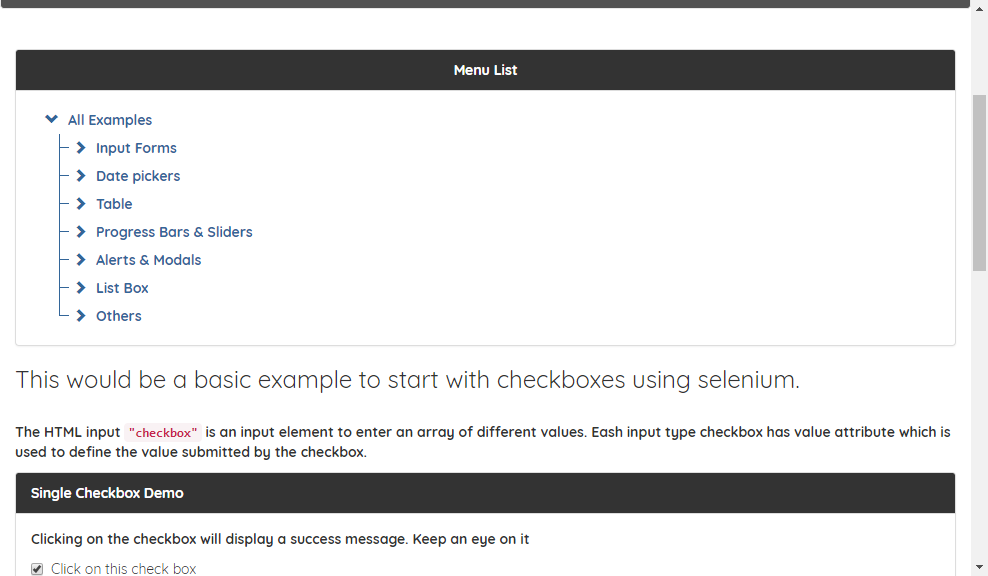 Menu List
All Examples
Input Forms
Date pickers
Table
Progress Bars & Sliders
Alerts & Modals
List Box
Others
This would be a basic example to start with checkboxes using selenium.
The HTML input "checkbox" is an input element to enter an array of different values. Eash input type checkbox has value attribute which is
used to define the value submitted by the checkbox.
Single Checkbox Demo
Clicking on the checkbox will display a success message. Keep an eye on it
Click on this check box